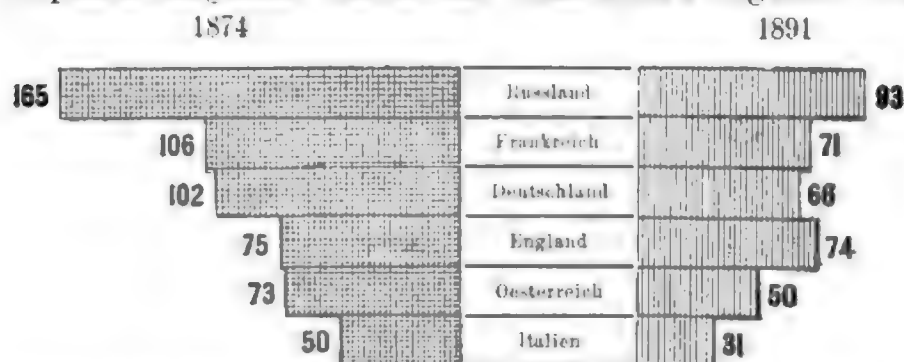 1874 1891
165 Russland 93
106 Frankreich 71
102 Deutschland 66
75 England 74
73 Oesterreich 50
50 Italien 31